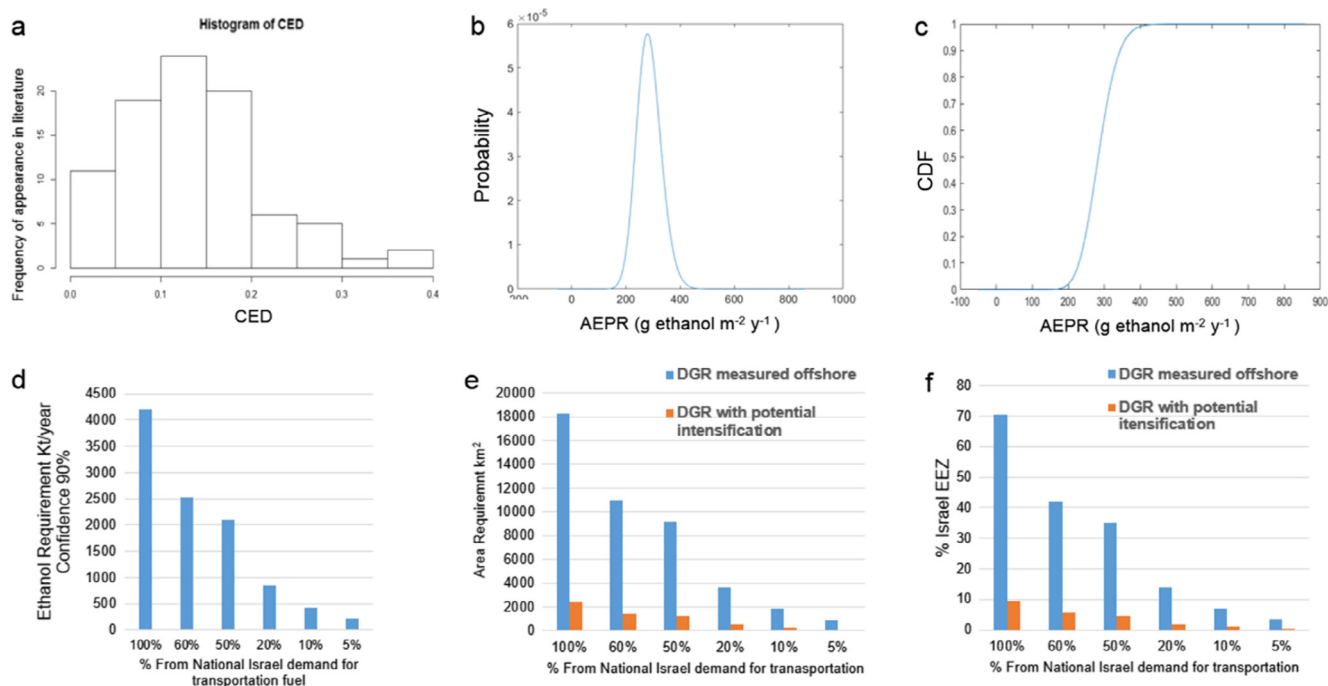 a
Histogram of CED
Frequency of appearance in literature
20
15
10
5
0
0.0 0.1 0.2 0.3 0.4
CED
b
×10⁻⁵
6
5
4
3
2
1
0
Probability
0 200 400 600 800 1000
AEPR (g ethanol m⁻² y⁻¹)
c
CDF
1
0.9
0.8
0.7
0.6
0.5
0.4
0.3
0.2
0.1
0
-100 0 100 200 300 400 500 600 700 800 900
AEPR (g ethanol m⁻² y⁻¹)
d
Ethanol Requirement Kt/year
Confidence 90%
4500
4000
3500
3000
2500
2000
1500
1000
500
0
100% 60% 50% 20% 10% 5%
% From National Israel demand for
transportation fuel
e
DGR measured offshore
DGR with potential
intensification
Area Requiremnt km²
20000
18000
16000
14000
12000
10000
8000
6000
4000
2000
0
100% 60% 50% 20% 10% 5%
% From National Israel demand for transaportation
f
DGR measured offshore
DGR with potential
itensification
% Israel EEZ
80
70
60
50
40
30
20
10
0
100% 60% 50% 20% 10% 5%
% From National Israel demand for transportation